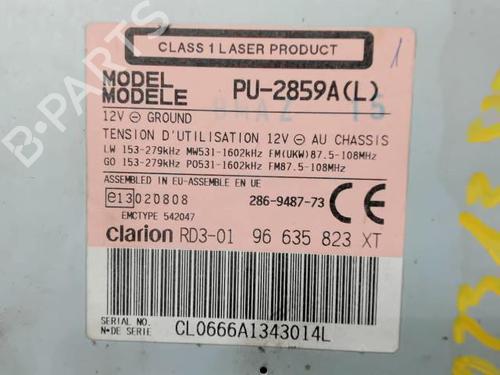 CLASS 1 LASER PRODUCT
MODEL
MODELE
PU-2859A(L)
12V ⊖ GROUND
TENSION D'UTILISATION 12V ⊖ AU CHASSIS
LW 153-279kHz MW531-1602kHz FM(UKW)87.5-108MHz
GO 153-279kHz PO531-1602kHz FM87.5-108MHz
ASSEMBLED IN EU-ASSEMBLE EN UE
e13 020808
286-9487-73
CE
EMCTYPE 542047
clarion RD3-01 96 635 823 XT
SERIAL NO.
N° DE SERIE
CL0666A1343014L
B-PARTS
15
1